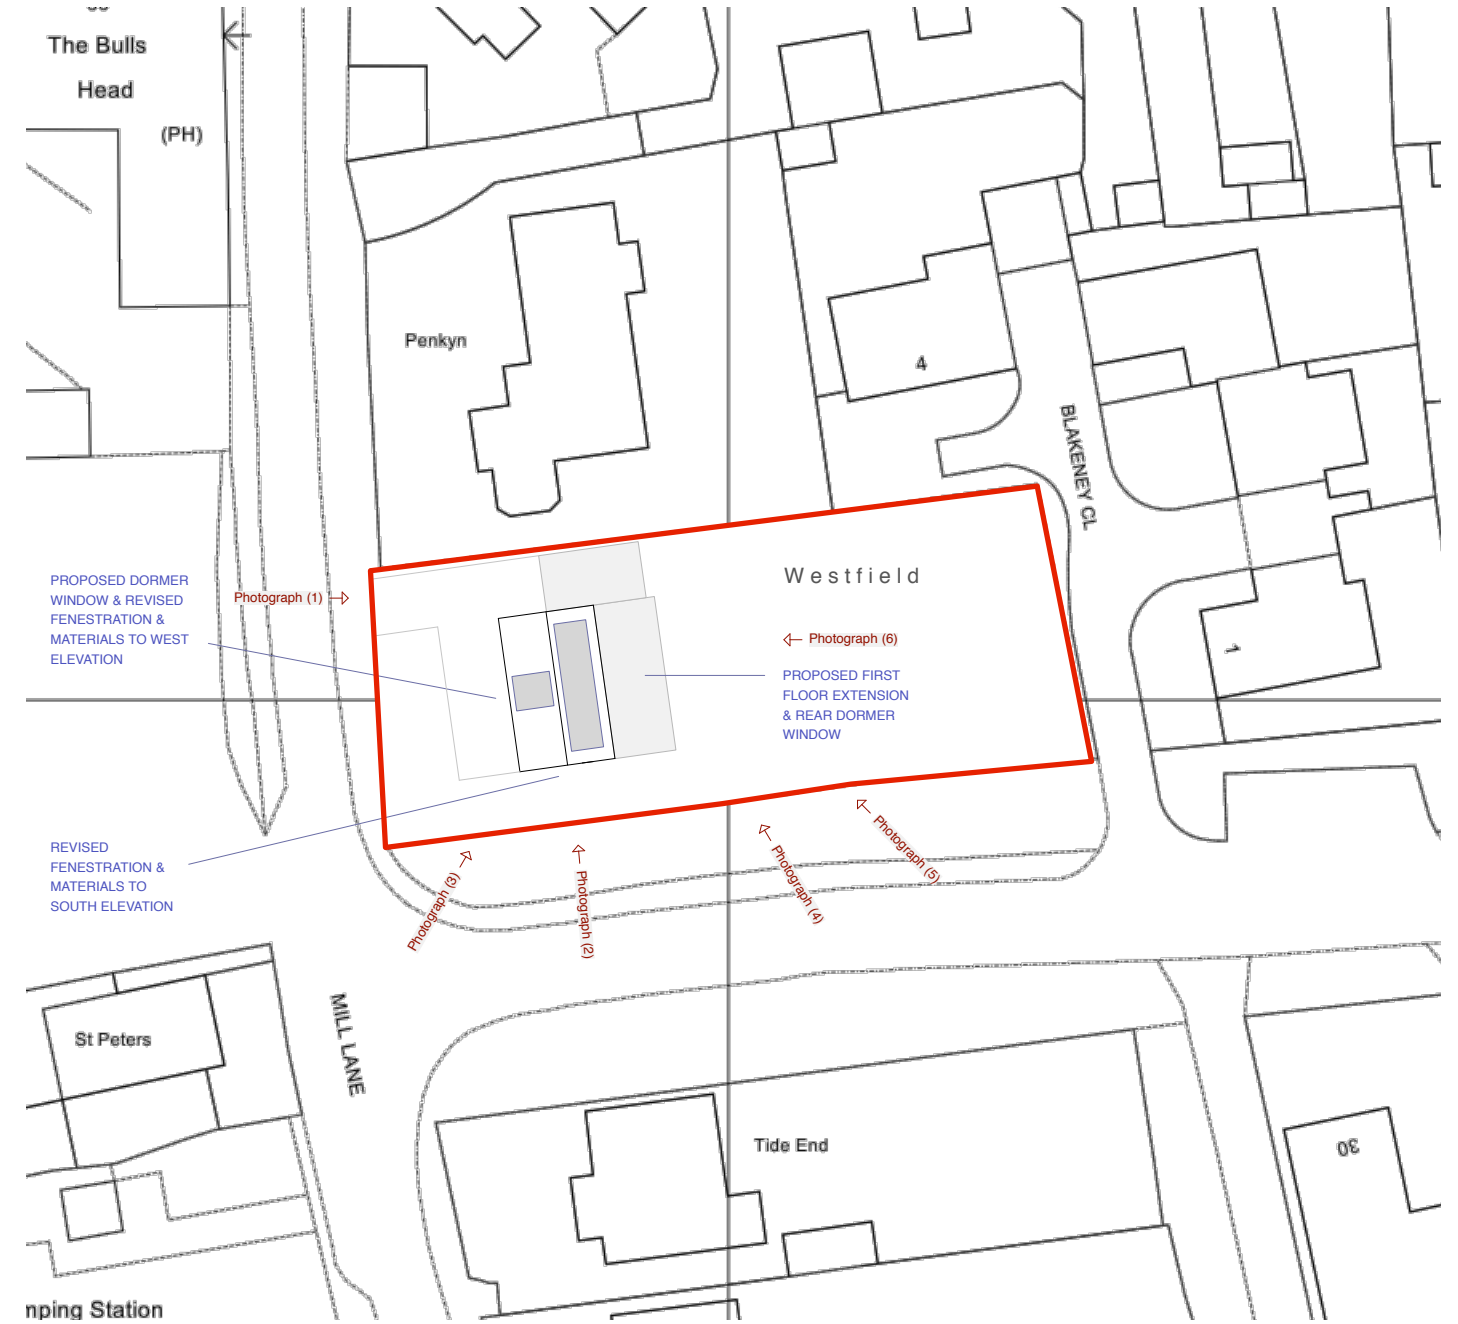 The Bulls
Head
(PH)
Penkyn
4
BLAKENEY CL
Westfield
PROPOSED DORMER
WINDOW & REVISED
FENESTRATION &
MATERIALS TO WEST
ELEVATION
Photograph (1)
Photograph (6)
PROPOSED FIRST
FLOOR EXTENSION
& REAR DORMER
WINDOW
1
REVISED
FENESTRATION &
MATERIALS TO
SOUTH ELEVATION
Photograph (3)
Photograph (2)
Photograph (4)
Photograph (5)
St Peters
MILL LANE
Tide End
30
mping Station